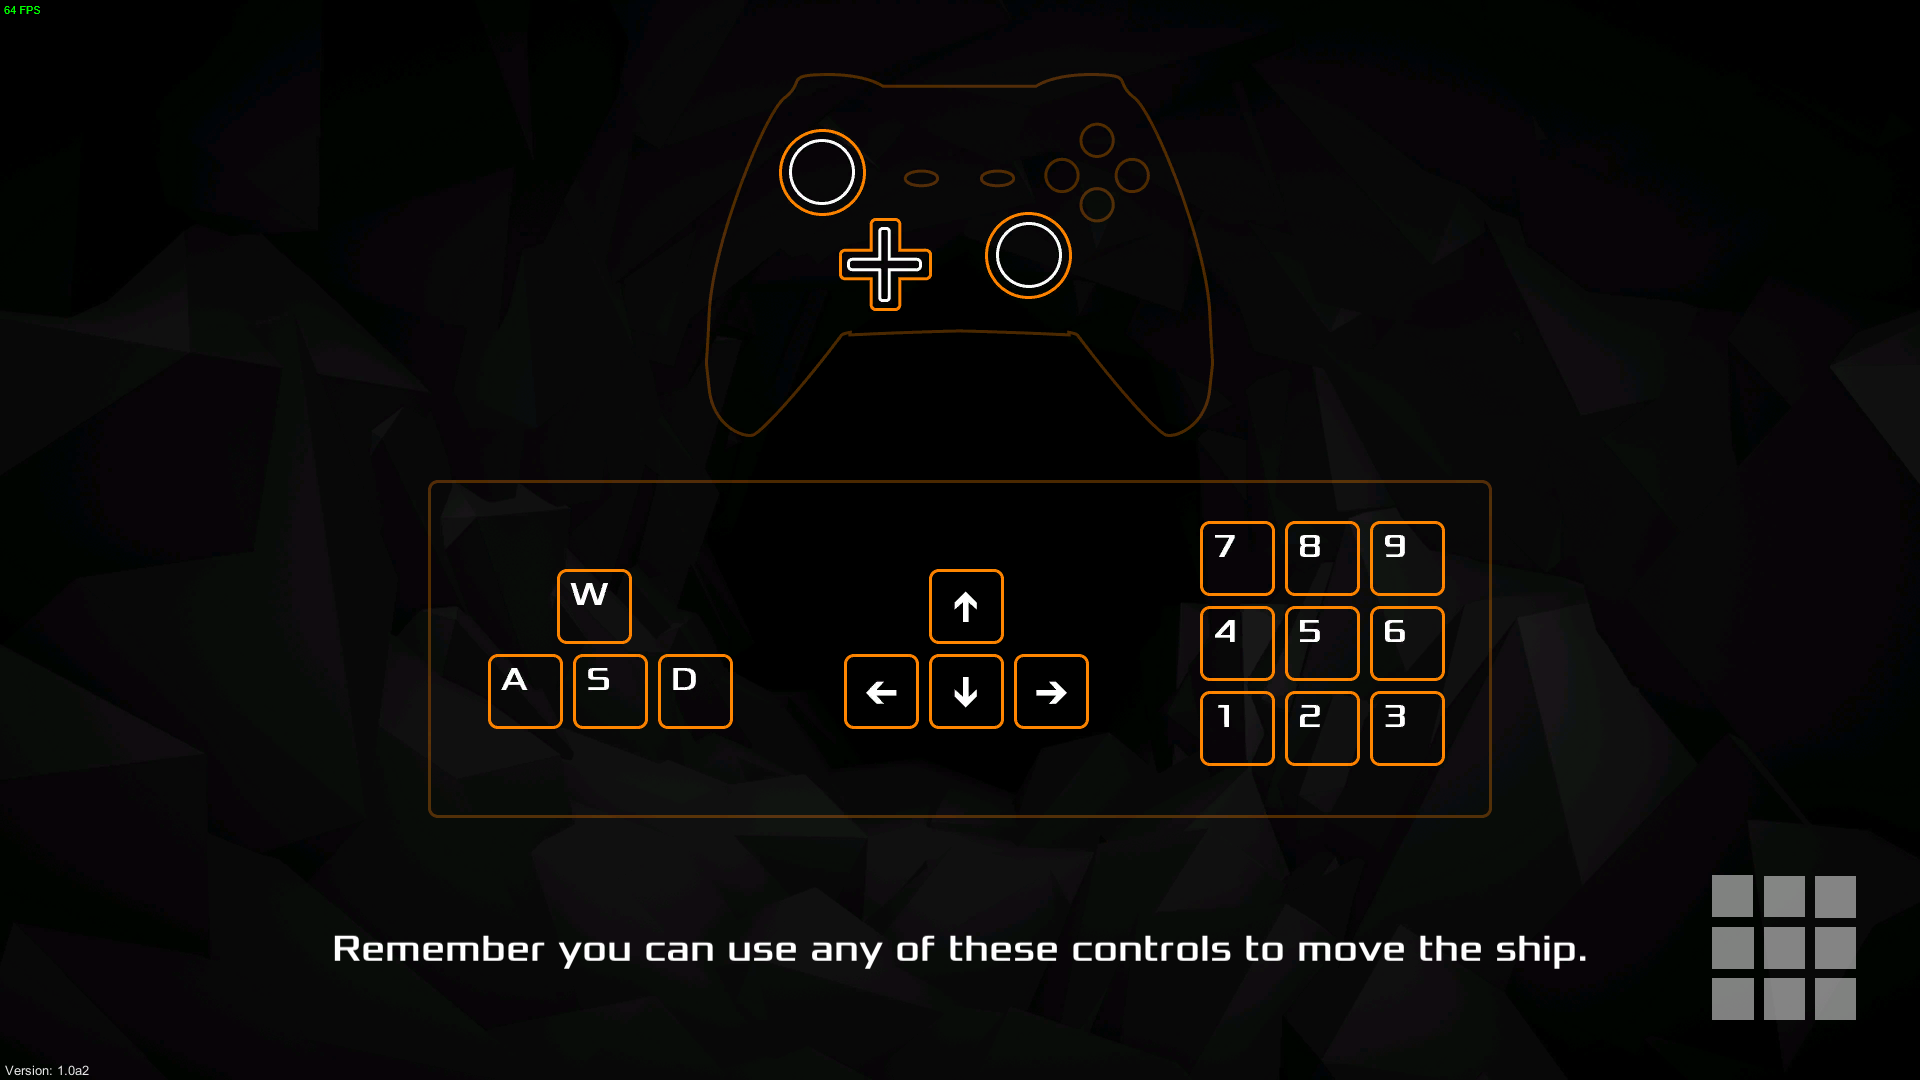 64 FPS
7 8 9
W
4 5 6
A S D
1 2 3
Remember you can use any of these controls to move the ship.
Version: 1.0a2